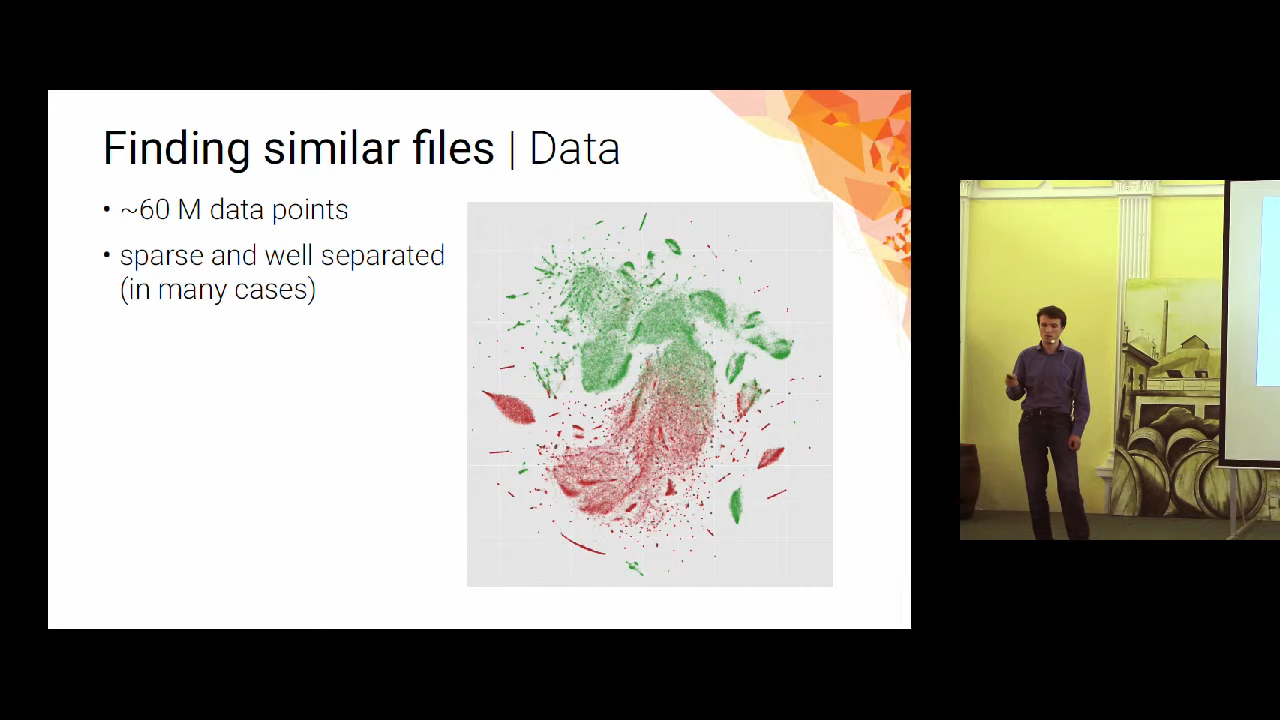 Finding similar files | Data
• ~60 M data points
• sparse and well separated
(in many cases)